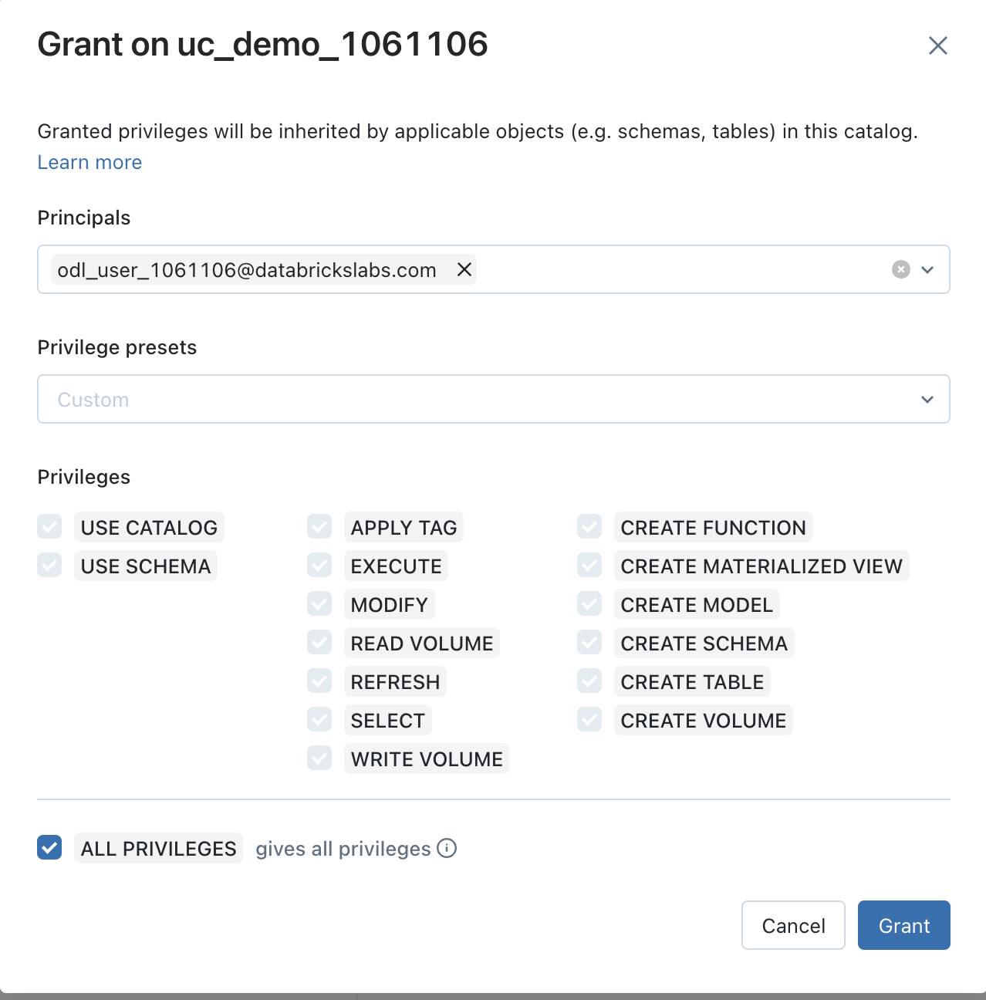 Grant on uc_demo_1061106
Granted privileges will be inherited by applicable objects (e.g. schemas, tables) in this catalog.
Learn more
Principals
odl_user_1061106@databrickslabs.com
Privilege presets
Custom
Privileges
USE CATALOG
USE SCHEMA
APPLY TAG
EXECUTE
MODIFY
READ VOLUME
REFRESH
SELECT
WRITE VOLUME
CREATE FUNCTION
CREATE MATERIALIZED VIEW
CREATE MODEL
CREATE SCHEMA
CREATE TABLE
CREATE VOLUME
ALL PRIVILEGES gives all privileges
Cancel
Grant